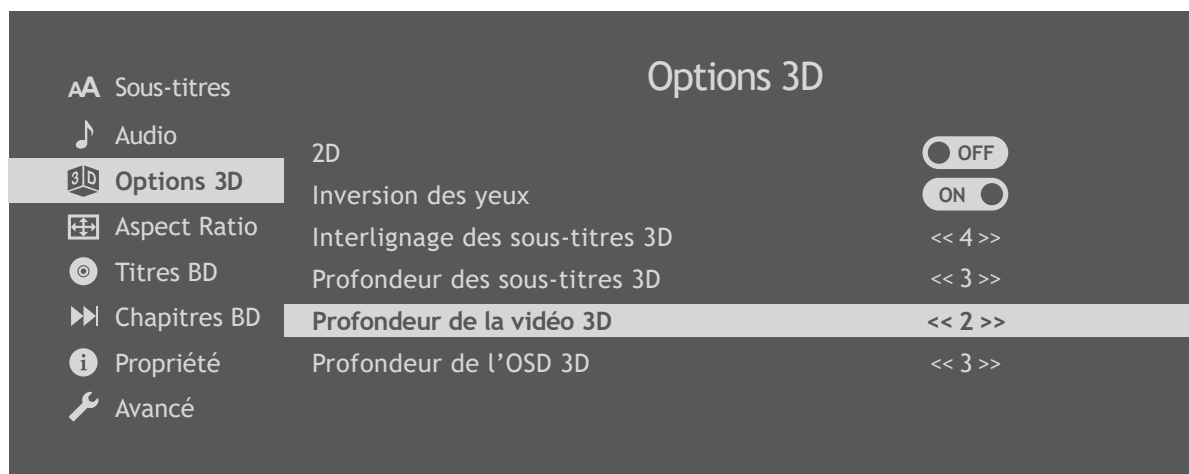 Options 3D
AA Sous-titres
Audio
3D Options 3D
Aspect Ratio
Titres BD
Chapitres BD
i Propriété
Avancé
2D OFF
Inversion des yeux ON
Interlignage des sous-titres 3D << 4 >>
Profondeur des sous-titres 3D << 3 >>
Profondeur de la vidéo 3D << 2 >>
Profondeur de l’OSD 3D << 3 >>